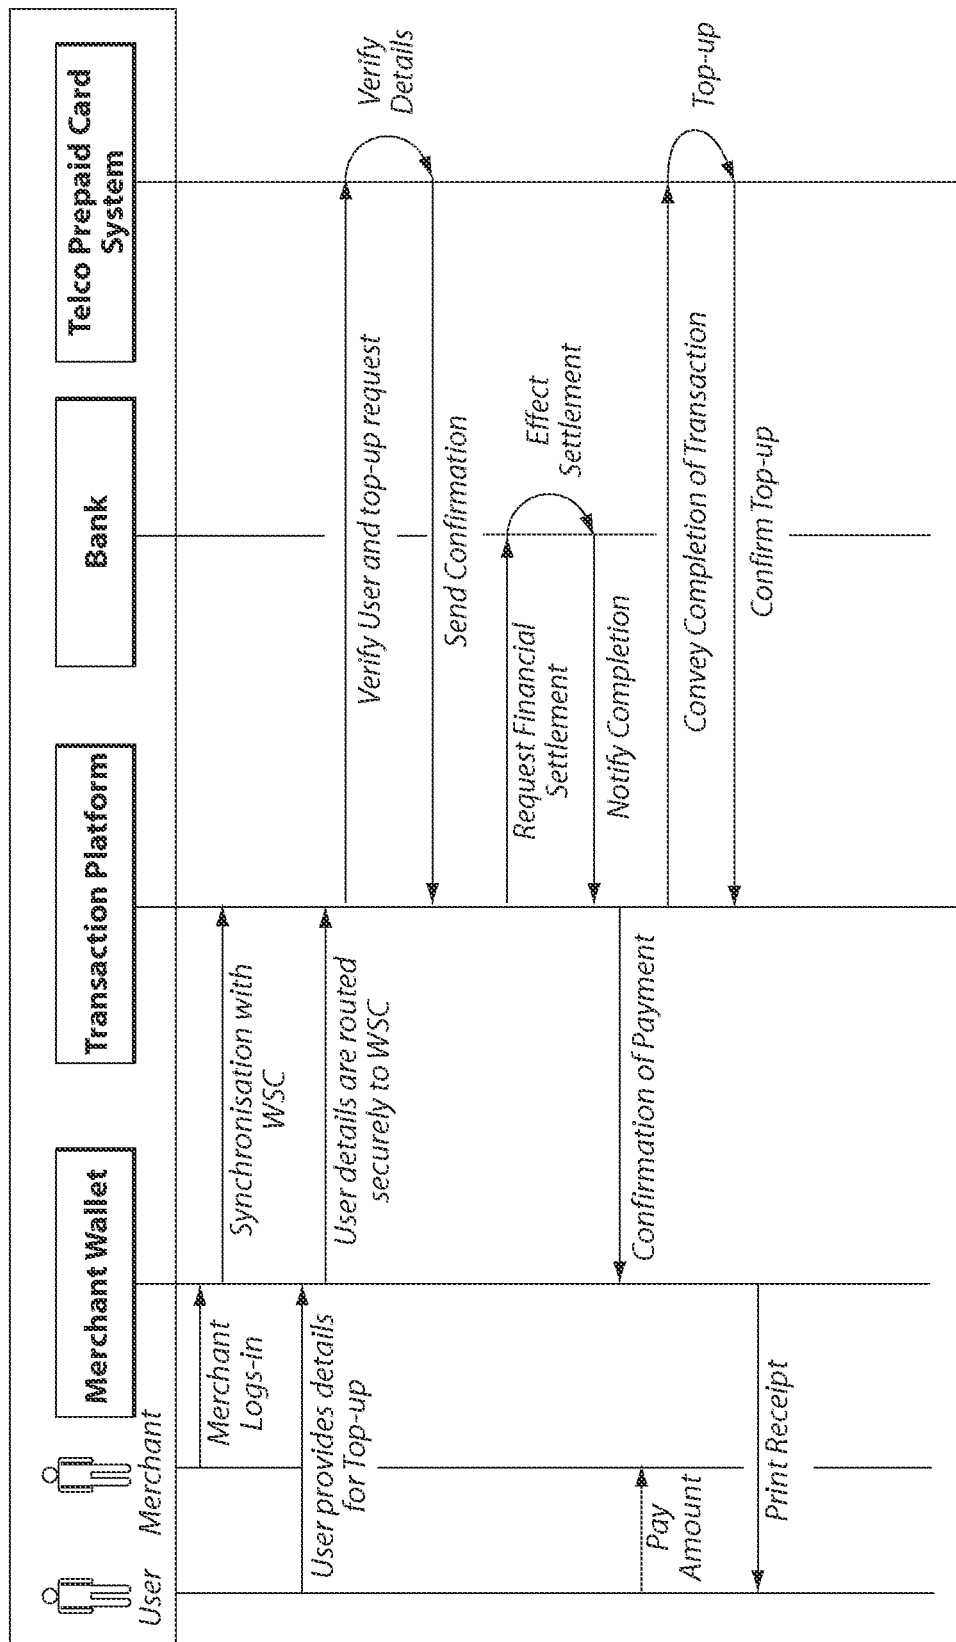 User
Merchant
Merchant Wallet
Transaction Platform
Bank
Telco Prepaid Card
System
Merchant
Logs-in
Synchronisation with
WSC
User provides details
for Top-up
User details are routed
securely to WSC
Verify User and top-up request
Verify
Details
Send Confirmation
Request Financial
Settlement
Effect
Settlement
Notify Completion
Confirmation of Payment
Pay
Amount
Convey Completion of Transaction
Top-up
Confirm Top-up
Print Receipt